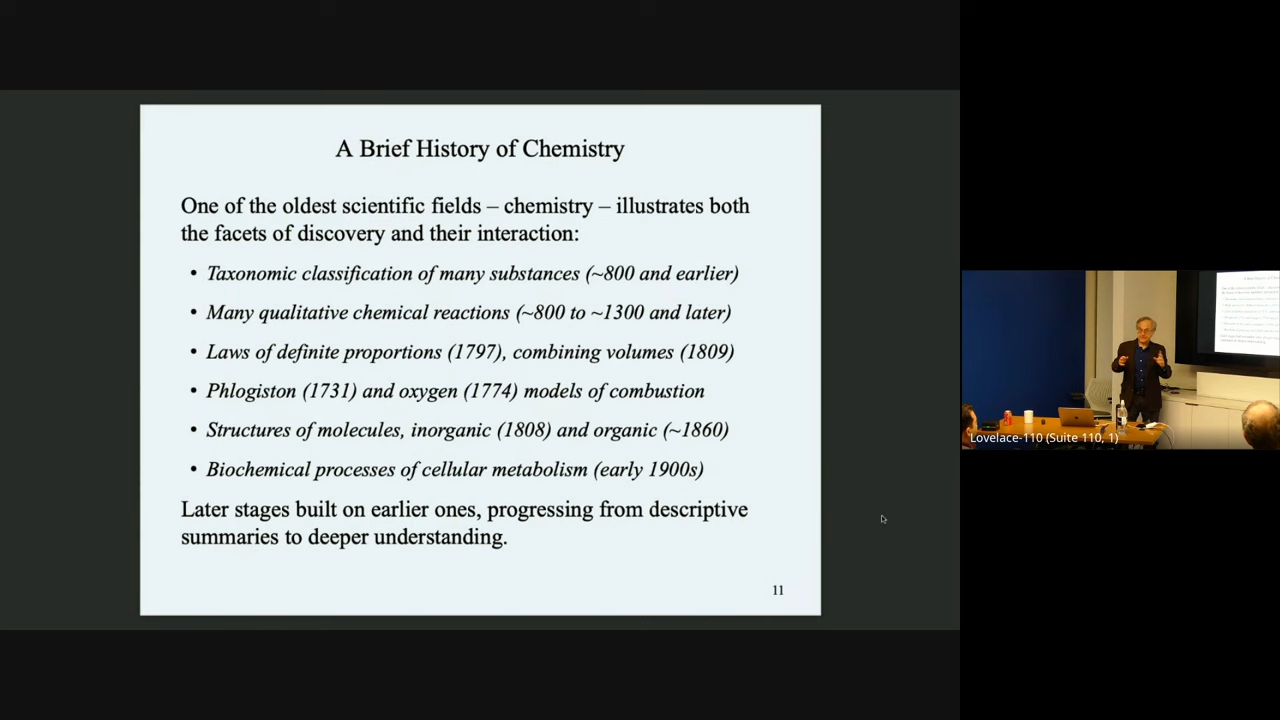 A Brief History of Chemistry
One of the oldest scientific fields – chemistry – illustrates both
the facets of discovery and their interaction:
• Taxonomic classification of many substances (~800 and earlier)
• Many qualitative chemical reactions (~800 to ~1300 and later)
• Laws of definite proportions (1797), combining volumes (1809)
• Phlogiston (1731) and oxygen (1774) models of combustion
• Structures of molecules, inorganic (1808) and organic (~1860)
• Biochemical processes of cellular metabolism (early 1900s)
Later stages built on earlier ones, progressing from descriptive
summaries to deeper understanding.
11
Lovelace-110 (Suite 110, 1)